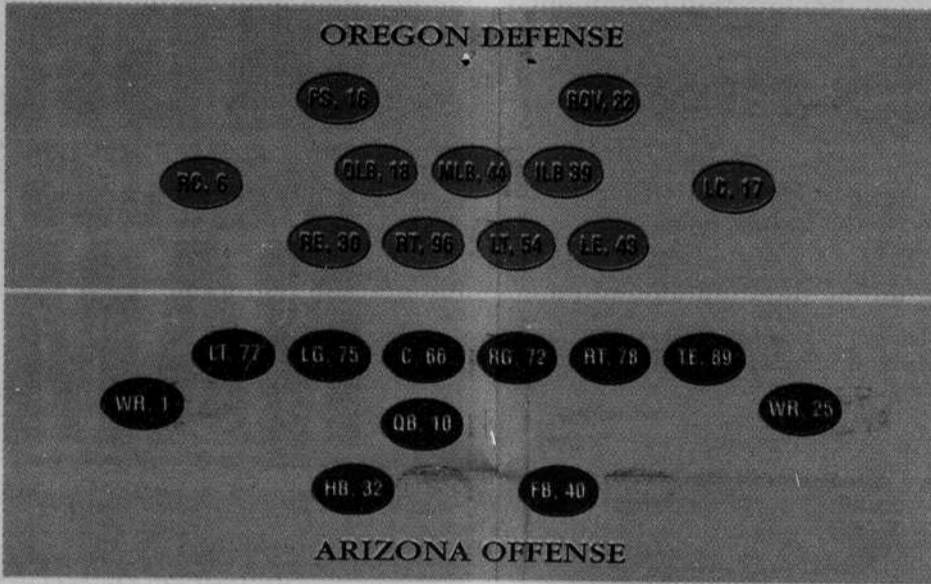 OREGON DEFENSE
FS. 16 ROV. 22
RC. 6 OLB. 18 MLB. 44 ILB 39 LC. 17
RE. 30 RT. 96 LT. 54 LE. 43
LT. 77 LG. 75 C. 66 RG. 72 RT. 78 TE. 89
WR. 1 QB. 10 WR. 25
HB. 32 FB. 40
ARIZONA OFFENSE